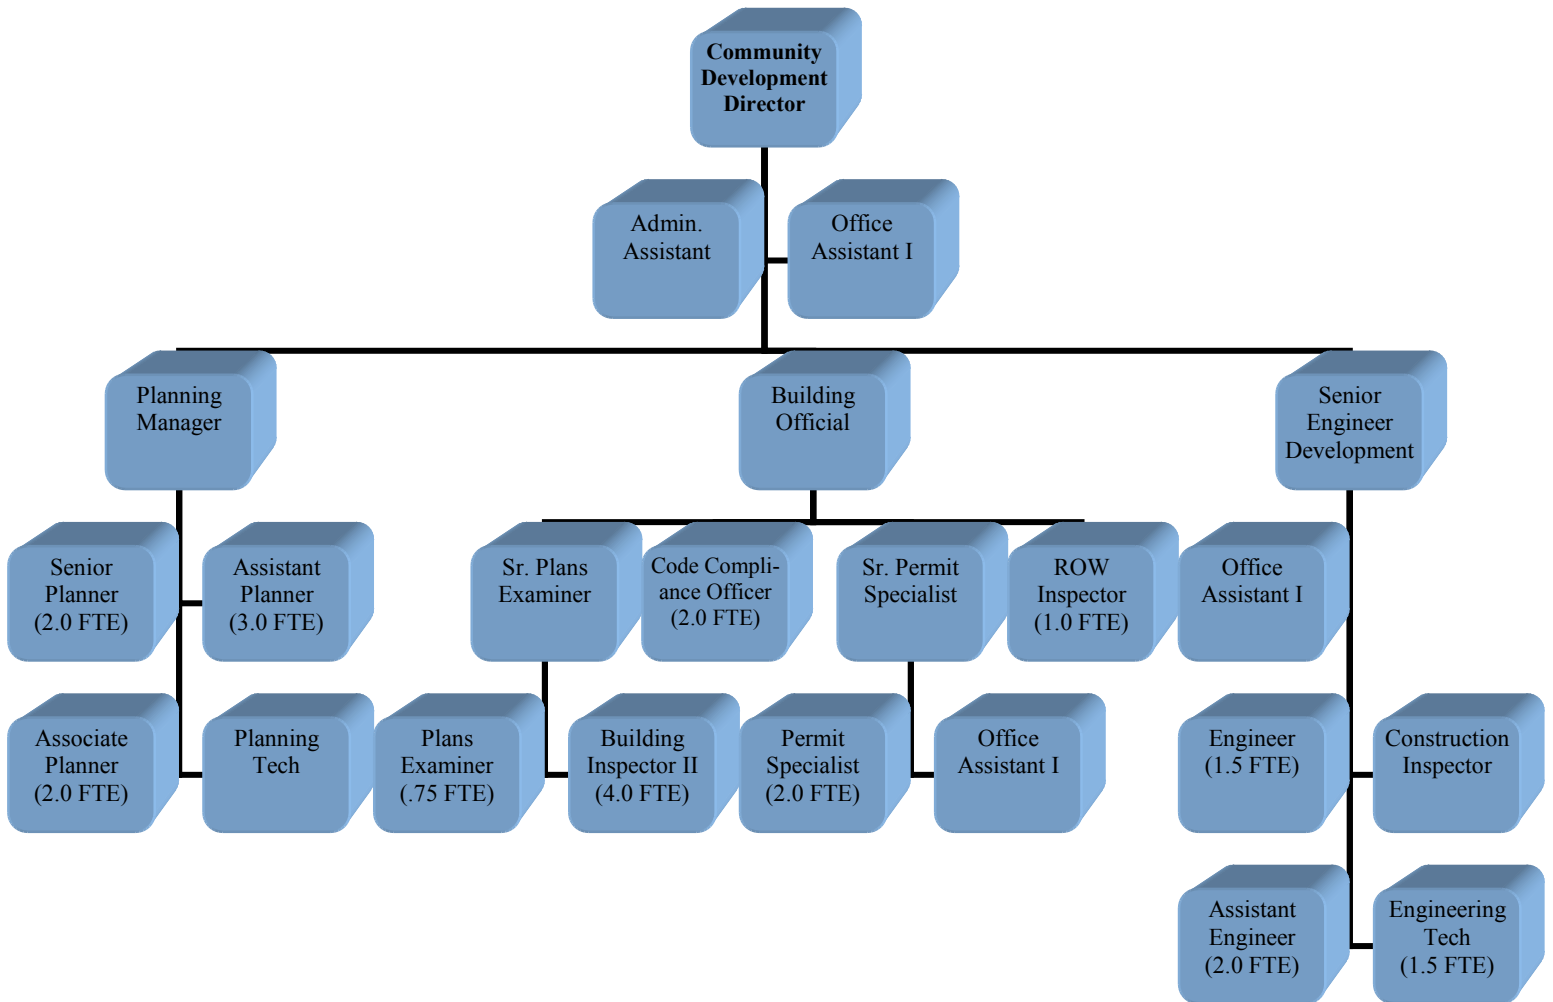 Community
Development
Director
Admin.
Assistant
Office
Assistant I
Planning
Manager
Building
Official
Senior
Engineer
Development
Senior
Planner
(2.0 FTE)
Assistant
Planner
(3.0 FTE)
Sr. Plans
Examiner
Code Compli-
ance Officer
(2.0 FTE)
Sr. Permit
Specialist
ROW
Inspector
(1.0 FTE)
Office
Assistant I
Associate
Planner
(2.0 FTE)
Planning
Tech
Plans
Examiner
(.75 FTE)
Building
Inspector II
(4.0 FTE)
Permit
Specialist
(2.0 FTE)
Office
Assistant I
Engineer
(1.5 FTE)
Construction
Inspector
Assistant
Engineer
(2.0 FTE)
Engineering
Tech
(1.5 FTE)